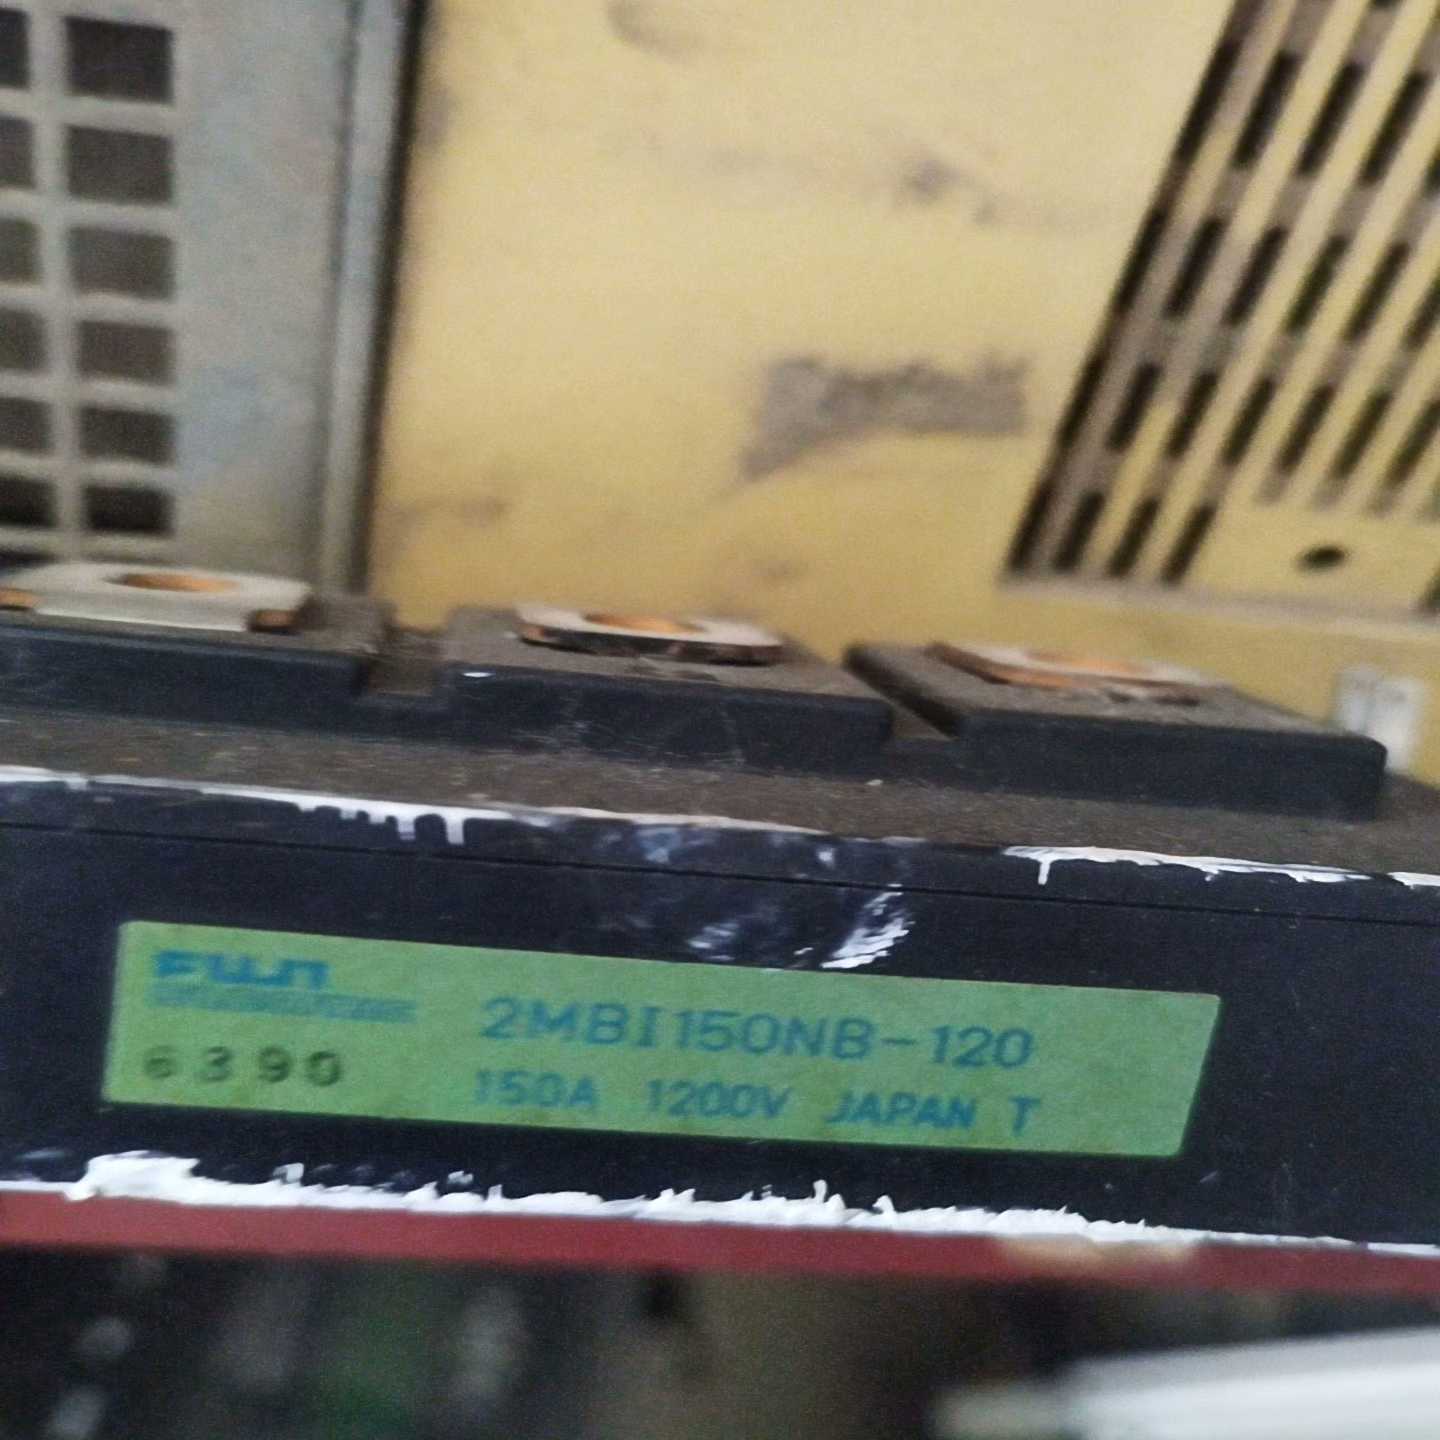 FUJI
2MBI150NB-120
6390
150A 1200V JAPAN T